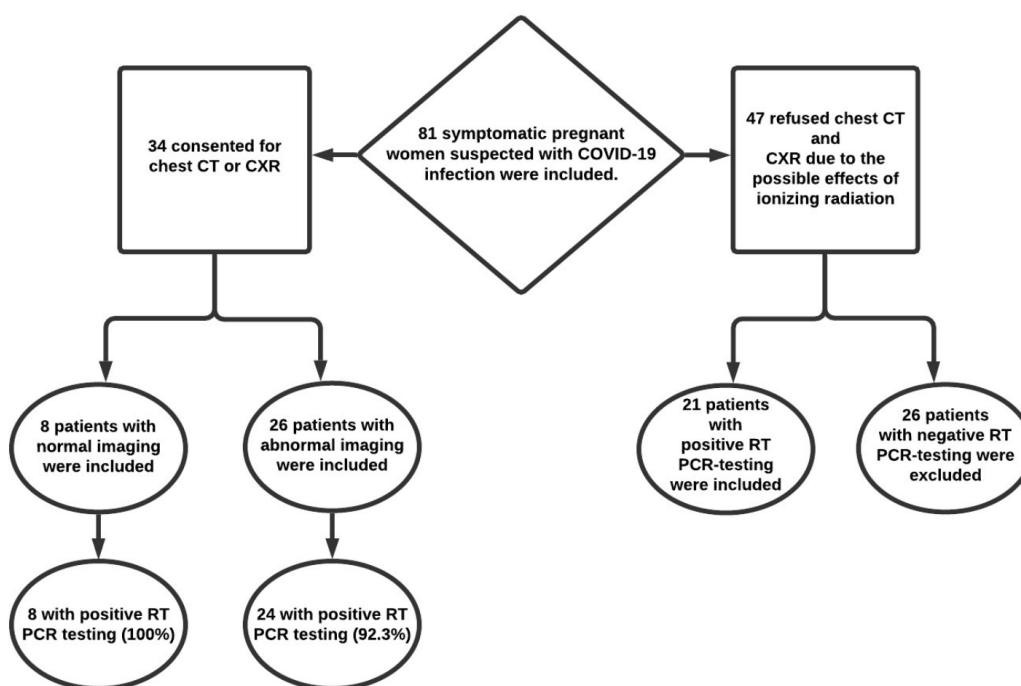 34 consented for
chest CT or CXR
81 symptomatic pregnant
women suspected with COVID-19
infection were included.
47 refused chest CT
and
CXR due to the
possible effects of
ionizing radiation
8 patients with
normal imaging
were included
26 patients with
abnormal imaging
were included
21 patients
with
positive RT
PCR-testing
were included
26 patients
with negative RT
PCR-testing were
excluded
8 with positive RT
PCR testing (100%)
24 with positive RT
PCR testing (92.3%)